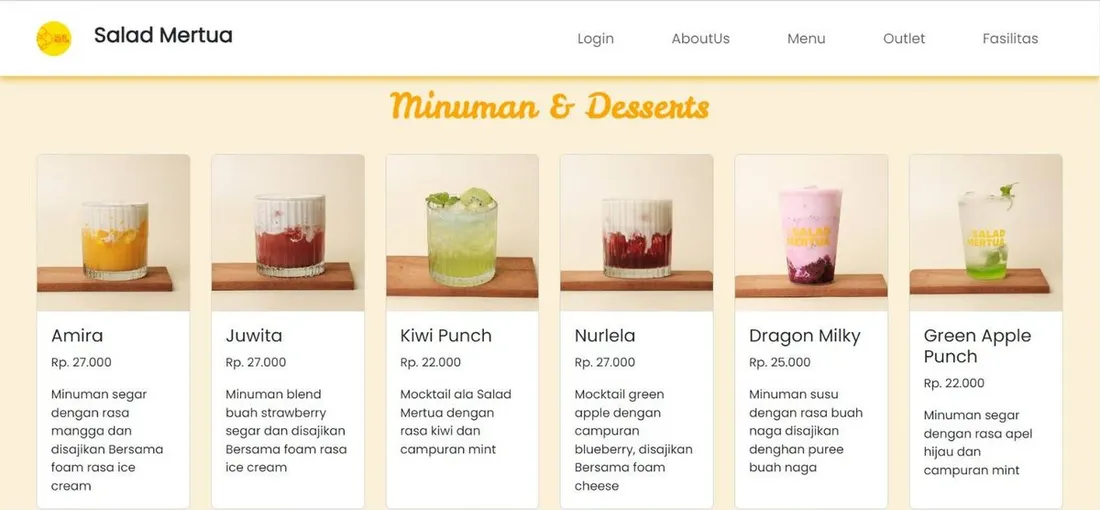 Salad Mertua
Login
AboutUs
Menu
Outlet
Fasilitas
Minuman & Desserts
SALAD
MERTUA
SALAD
MERTUA
Amira
Rp. 27.000
Minuman segar
dengan rasa
mangga dan
disajikan Bersama
foam rasa ice
cream
Juwita
Rp. 27.000
Minuman blend
buah strawberry
segar dan disajikan
Bersama foam rasa
ice cream
Kiwi Punch
Rp. 22.000
Mocktail ala Salad
Mertua dengan
rasa kiwi dan
campuran mint
Nurlela
Rp. 27.000
Mocktail green
apple dengan
campuran
blueberry, disajikan
Bersama foam
cheese
Dragon Milky
Rp. 25.000
Minuman susu
dengan rasa buah
naga disajikan
denghan puree
buah naga
Green Apple
Punch
Rp. 22.000
Minuman segar
dengan rasa apel
hijau dan
campuran mint